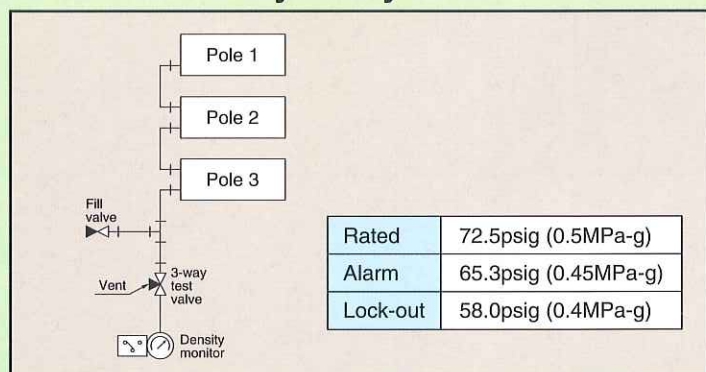 Pole 1
Pole 2
Pole 3
Fill
valve
Vent
3-way
test
valve
Density
monitor
Rated 72.5psig (0.5MPa-g)
Alarm 65.3psig (0.45MPa-g)
Lock-out 58.0psig (0.4MPa-g)